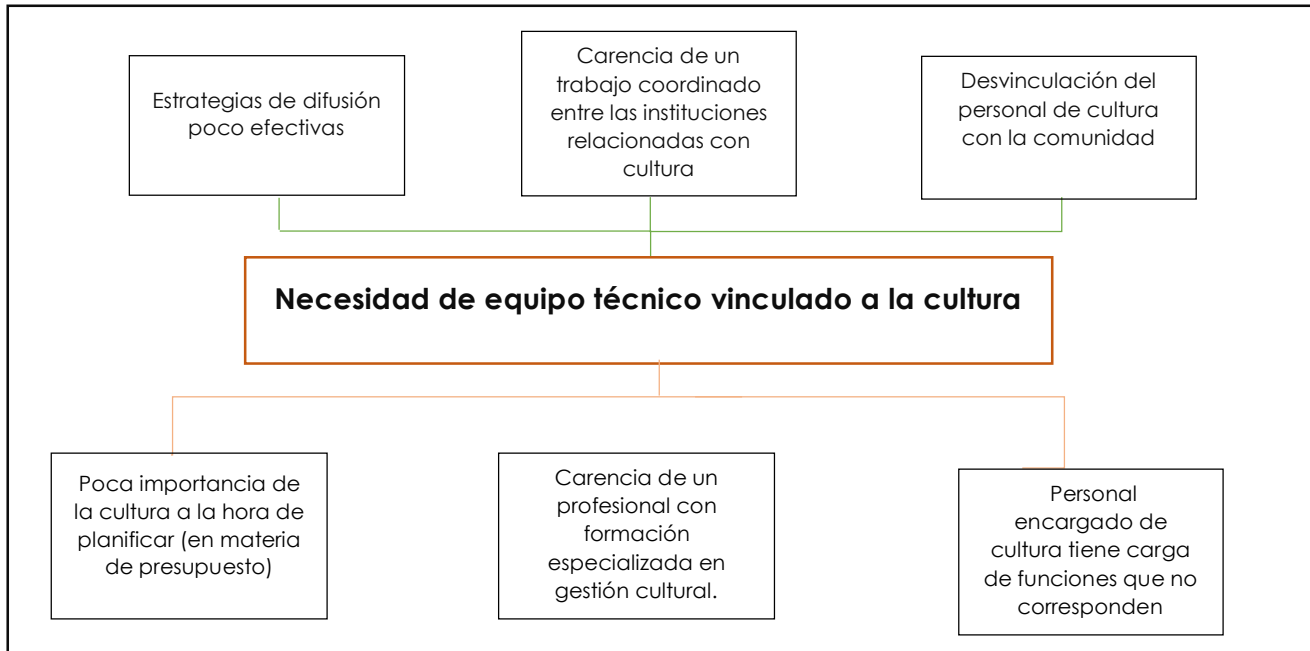 Estrategias de difusión
poco efectivas
Carencia de un
trabajo coordinado
entre las instituciones
relacionadas con
cultura
Desvinculación del
personal de cultura
con la comunidad
Necesidad de equipo técnico vinculado a la cultura
Poca importancia de
la cultura a la hora de
planificar (en materia
de presupuesto)
Carencia de un
profesional con
formación
especializada en
gestión cultural.
Personal
encargado de
cultura tiene carga
de funciones que no
corresponden